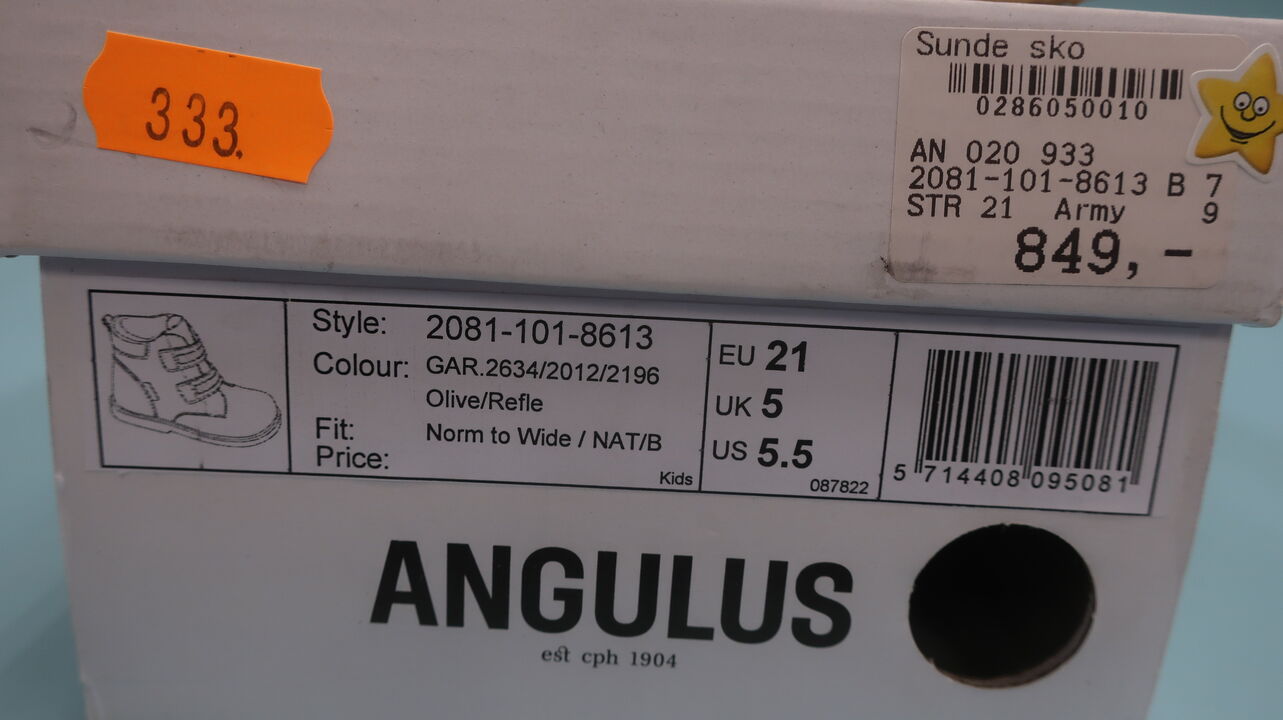 333.
Sunde sko
0286050010
AN 020 933
2081-101-8613 B 7
STR 21 Army 9
849,-
Style: 2081-101-8613
Colour: GAR.2634/2012/2196
Olive/Refle
Fit: Norm to Wide / NAT/B
Price:
Kids
EU 21
UK 5
US 5.5
087822
5 714408 095081
ANGULUS
est cph 1904